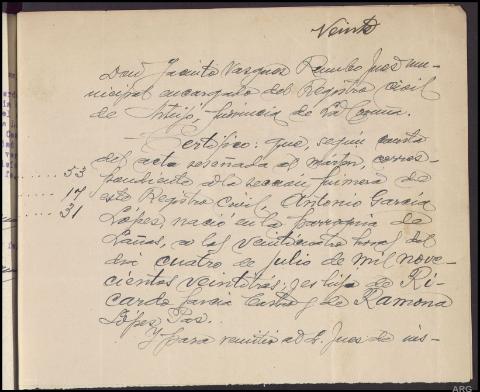 Veinte
Don Jacinto Vasquez Rumbo Juez mu-
nicipal encargado del Registro civil
de Arteijo, provincia de La Coruña.
Certifico: que, según consta
del acta reseñada al margen, corres-
pondiente a la sección primera de
este Registro Civil, Antonio García
López, nació en la parroquia de
Lañas, a las veinticuatro horas del
día cuatro de julio de mil nove-
cientos veintitrés; es hijo de Ri-
cardo García Castro y de Ramona
López Pas.
Y para remitir al Sr. Juez de ins-
53
17
31
ARG